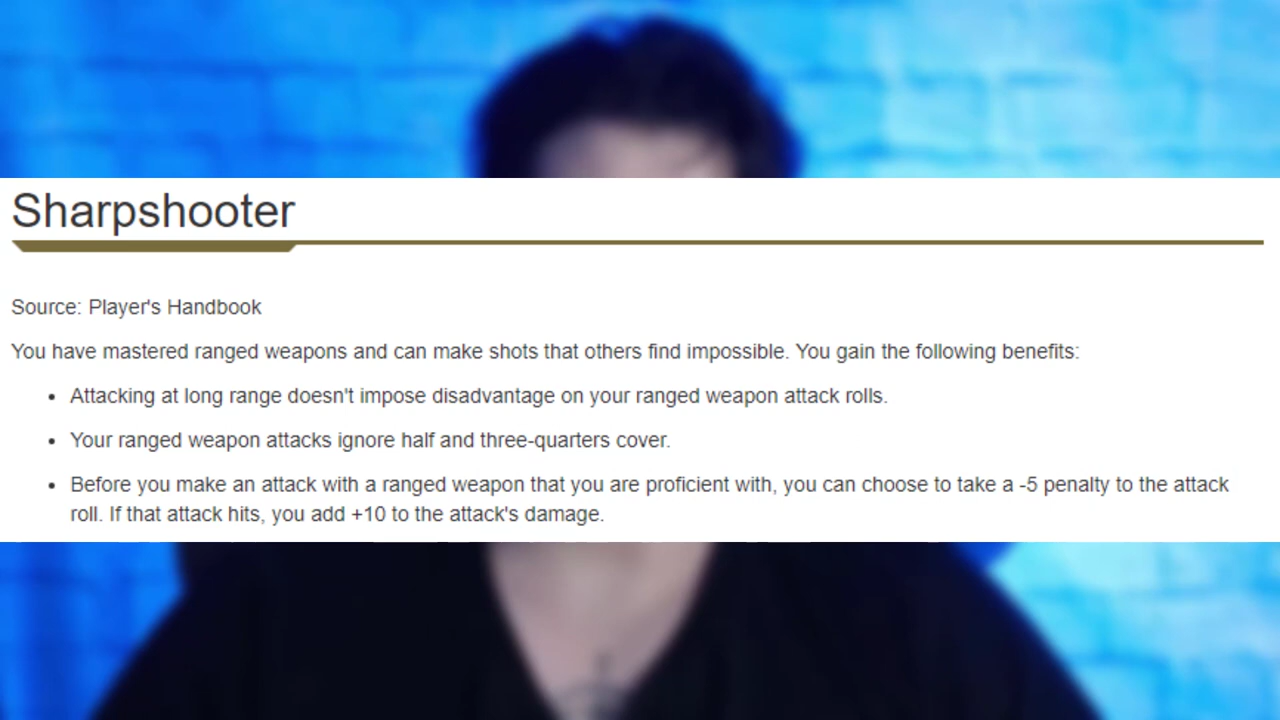 Sharpshooter
Source: Player's Handbook
You have mastered ranged weapons and can make shots that others find impossible. You gain the following benefits:
• Attacking at long range doesn't impose disadvantage on your ranged weapon attack rolls.
• Your ranged weapon attacks ignore half and three-quarters cover.
• Before you make an attack with a ranged weapon that you are proficient with, you can choose to take a -5 penalty to the attack
roll. If that attack hits, you add +10 to the attack's damage.